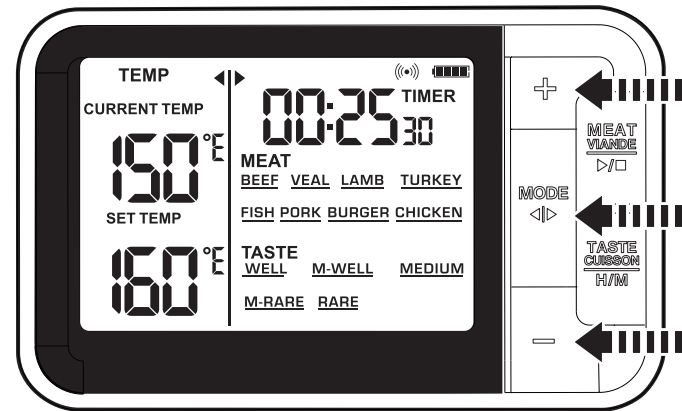 TEMP
CURRENT TEMP
150°E
SET TEMP
160°E
00:25 30 TIMER
MEAT
BEEF VEAL LAMB TURKEY
FISH PORK BURGER CHICKEN
TASTE
WELL M-WELL MEDIUM
M-RARE RARE
+
MODE
−
MEAT
VIANDE
▷/□
TASTE
CUISSON
H/M